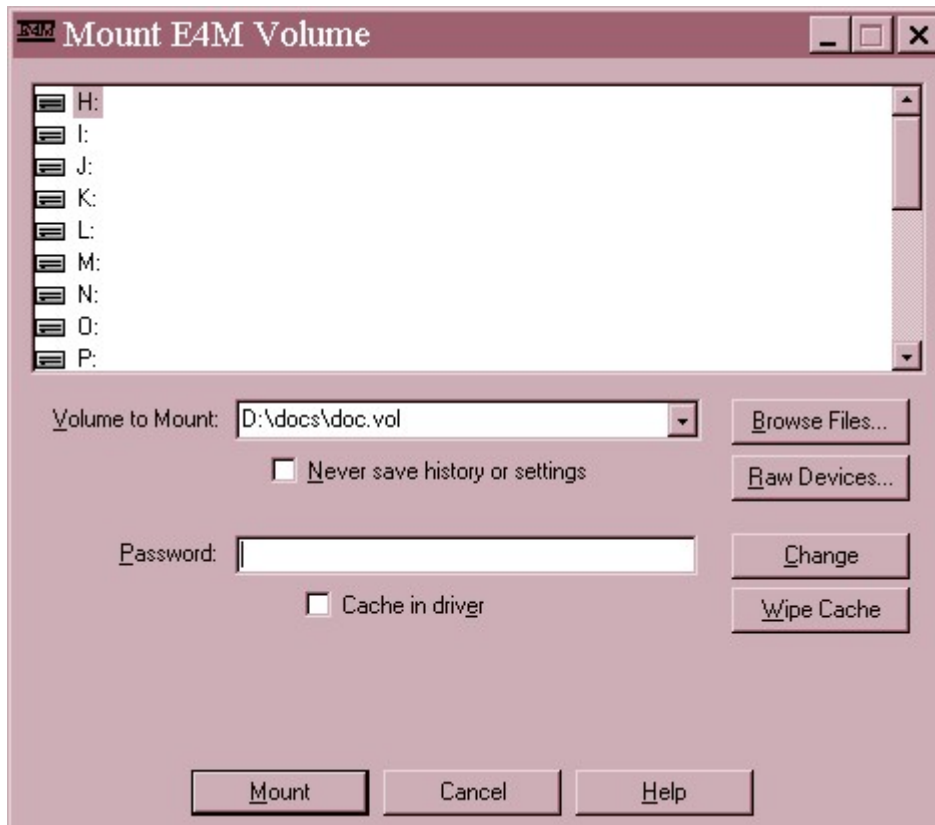 E4M Mount E4M Volume
H:
I:
J:
K:
L:
M:
N:
O:
P:
Volume to Mount: D:\docs\doc.vol Browse Files...
Never save history or settings Raw Devices...
Password: Change
Cache in driver Wipe Cache
Mount Cancel Help